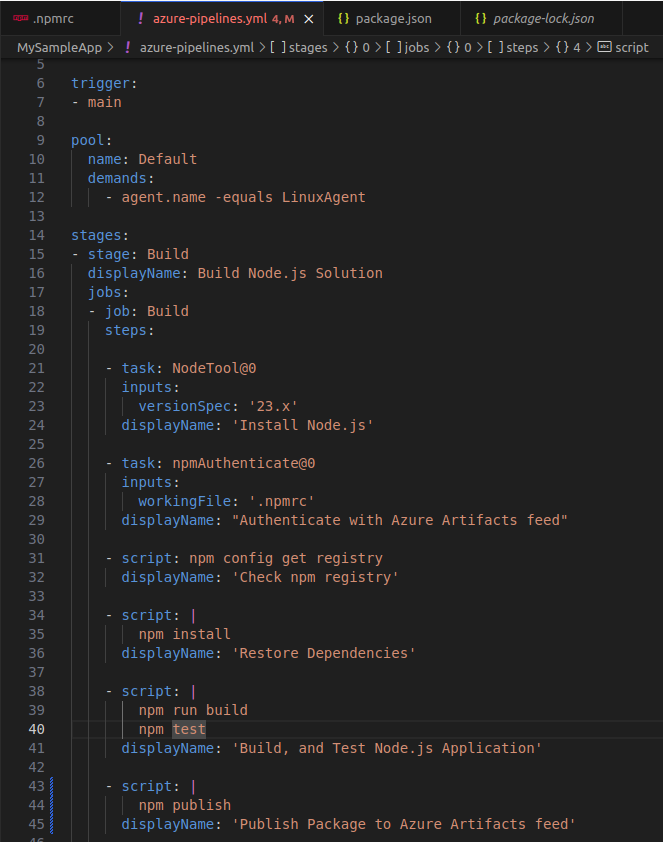 npm .npmrc
! azure-pipelines.yml 4, M ×
{} package.json
{} package-lock.json
MySampleApp > ! azure-pipelines.yml > [ ] stages > {} 0 > [ ] jobs > {} 0 > [ ] steps > {} 4 > abc script
5
6 trigger:
7 - main
8
9 pool:
10 name: Default
11 demands:
12 - agent.name -equals LinuxAgent
13
14 stages:
15 - stage: Build
16 displayName: Build Node.js Solution
17 jobs:
18 - job: Build
19 steps:
20
21 - task: NodeTool@0
22 inputs:
23 versionSpec: '23.x'
24 displayName: 'Install Node.js'
25
26 - task: npmAuthenticate@0
27 inputs:
28 workingFile: '.npmrc'
29 displayName: "Authenticate with Azure Artifacts feed"
30
31 - script: npm config get registry
32 displayName: 'Check npm registry'
33
34 - script: |
35 npm install
36 displayName: 'Restore Dependencies'
37
38 - script: |
39 npm run build
40 npm test
41 displayName: 'Build, and Test Node.js Application'
42
43 - script: |
44 npm publish
45 displayName: 'Publish Package to Azure Artifacts feed'